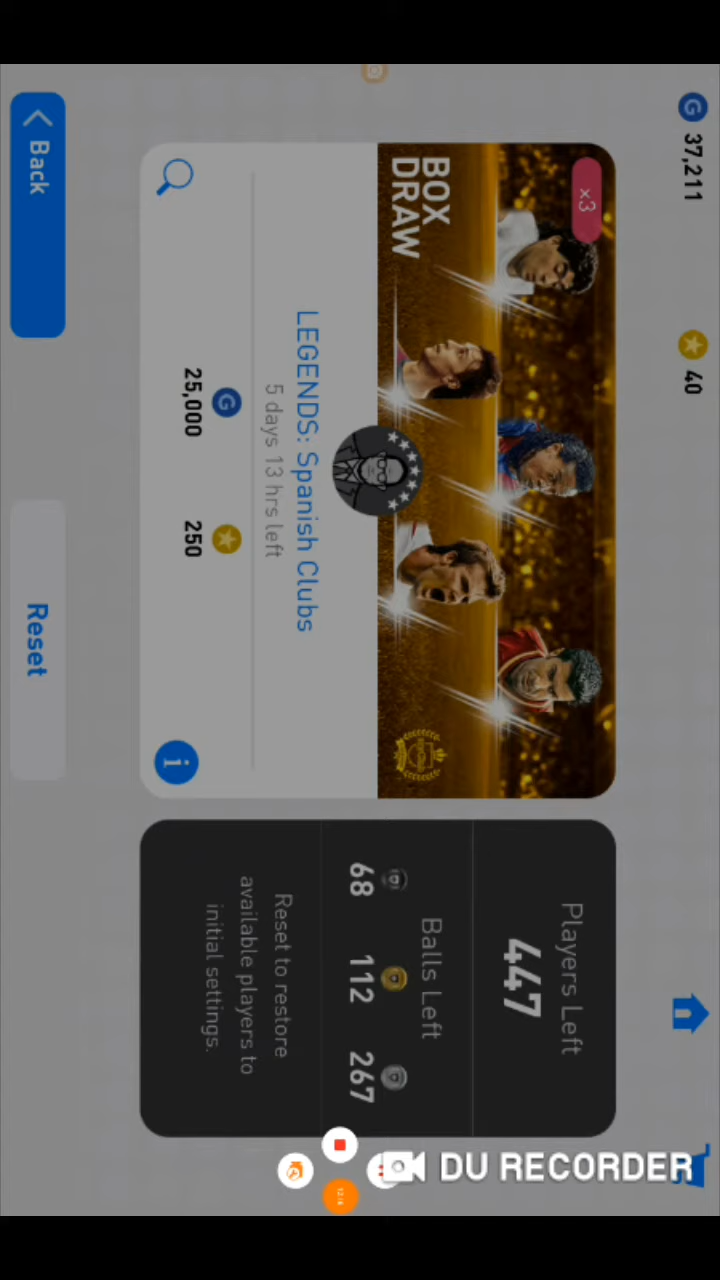 G 37,211
40
x3
BOX
DRAW
LEGENDS: Spanish Clubs
5 days 13 hrs left
G
25,000
250
i
Players Left
447
Balls Left
68 112 267
Reset to restore
available players to
initial settings.
Back
Reset
DU RECORDER